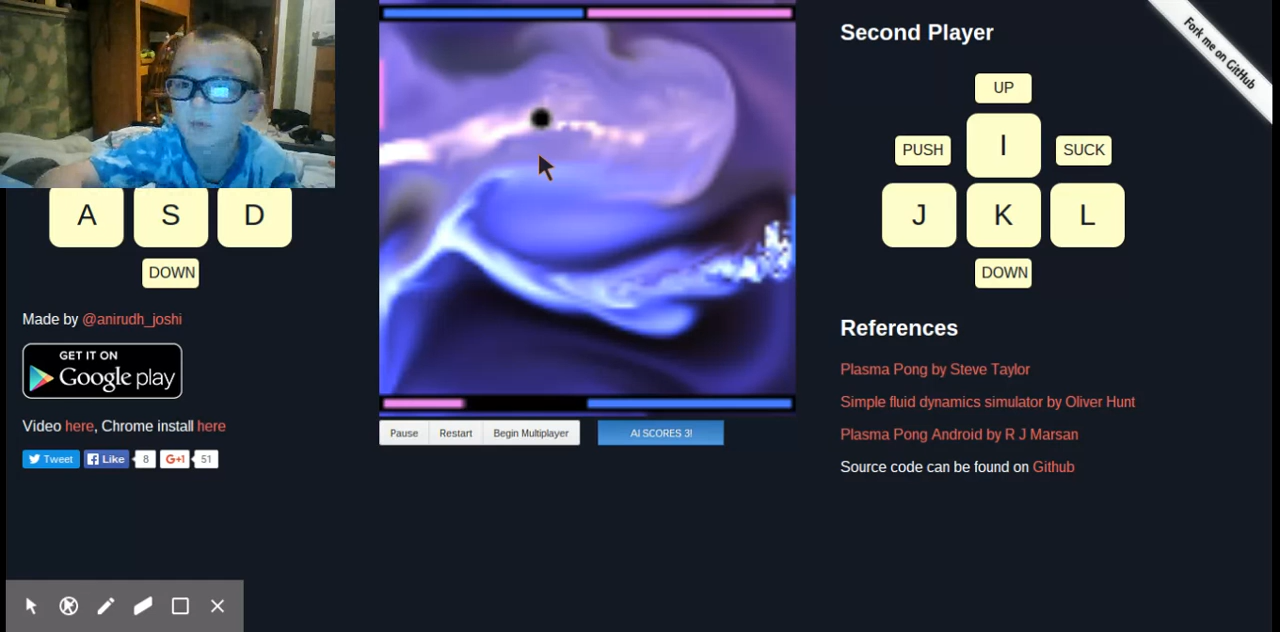 Fork me on GitHub
Second Player
UP
PUSH
I
SUCK
A
S
D
J
K
L
DOWN
DOWN
Made by @anirudh_joshi
GET IT ON
Google play
Video here, Chrome install here
Tweet
Like
8
G+1
51
Pause
Restart
Begin Multiplayer
AI SCORES 3!
References
Plasma Pong by Steve Taylor
Simple fluid dynamics simulator by Oliver Hunt
Plasma Pong Android by R J Marsan
Source code can be found on Github